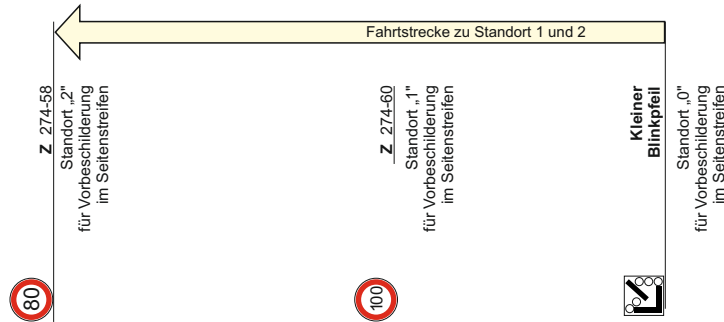 Fahrtstrecke zu Standort 1 und 2
Z 274-58
Standort „2"
für Vorbeschilderung
im Seitenstreifen
80
Z 274-60
Standort „1"
für Vorbeschilderung
im Seitenstreifen
100
Kleiner
Blinkpfeil
Standort „0"
für Vorbeschilderung
im Seitenstreifen